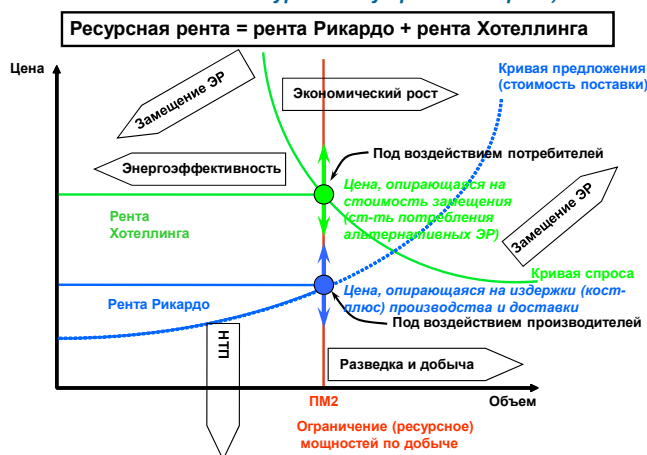 Ресурсная рента = рента Рикардо + рента Хотеллинга
Цена
Замещение ЭР
Экономический рост
Кривая предложения
(стоимость поставки)
Энергоэффективность
Под воздействием потребителей
Цена, опирающаяся на
стоимость замещения
(ст-ть потребления
альтернативных ЭР)
Замещение ЭР
Рента
Хотеллинга
Кривая спроса
Рента Рикардо
Цена, опирающаяся на издержки (кост-
плюс) производства и доставки
Под воздействием производителей
НТП
Разведка и добыча
ПМ2
Объем
Ограничение (ресурсное)
мощностей по добыче